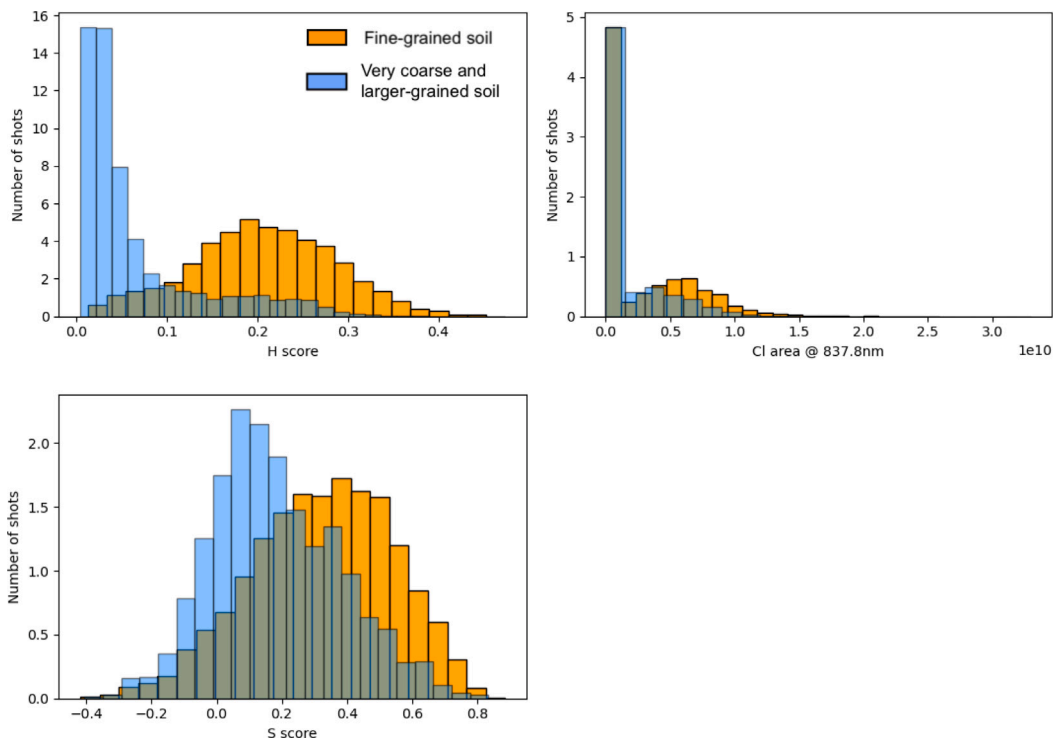 16
14
12
10
8
6
4
2
0
Number of shots
0.0 0.1 0.2 0.3 0.4
H score
Fine-grained soil
Very coarse and
larger-grained soil
5
4
3
2
1
0
Number of shots
0.0 0.5 1.0 1.5 2.0 2.5 3.0
Cl area @ 837.8nm
1e10
2.0
1.5
1.0
0.5
0.0
Number of shots
−0.4 −0.2 0.0 0.2 0.4 0.6 0.8
S score